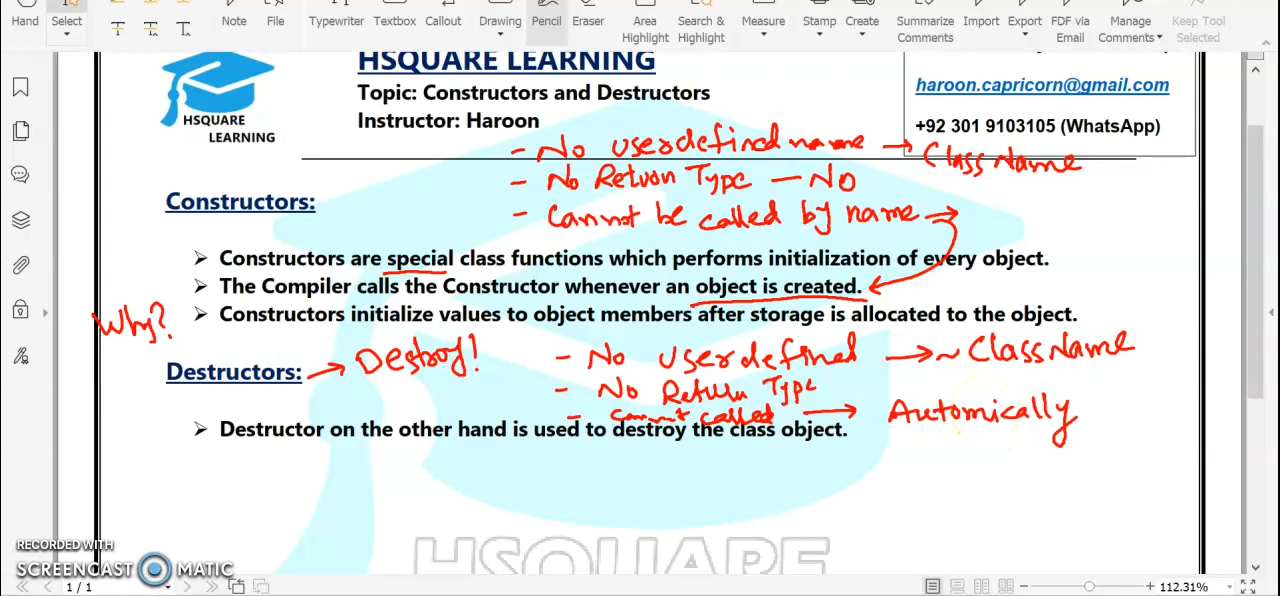 Hand Select Note File Typewriter Textbox Callout Drawing Pencil Eraser Area Highlight Search & Highlight Measure Stamp Create Summarize Comments Import Export FDF via Email Manage Comments Keep Tool Selected
HSQUARE LEARNING
haroon.capricorn@gmail.com
Topic: Constructors and Destructors
HSQUARE LEARNING
Instructor: Haroon
+92 301 9103105 (WhatsApp)
- No userdefined name → ClassName
- No Retuon Type - NO
- Cannot be called by name →
Constructors:
Constructors are special class functions which performs initialization of every object.
The Compiler calls the Constructor whenever an object is created.
Constructors initialize values to object members after storage is allocated to the object.
Why?
Destructors: → Destroy!
- No userdefined → ~ ClassName
- No Return Type
- Cannot called → Automically
Destructor on the other hand is used to destroy the class object.
HSQUARE
RECORDED WITH
SCREENCAST MATIC
1 / 1
112.31%